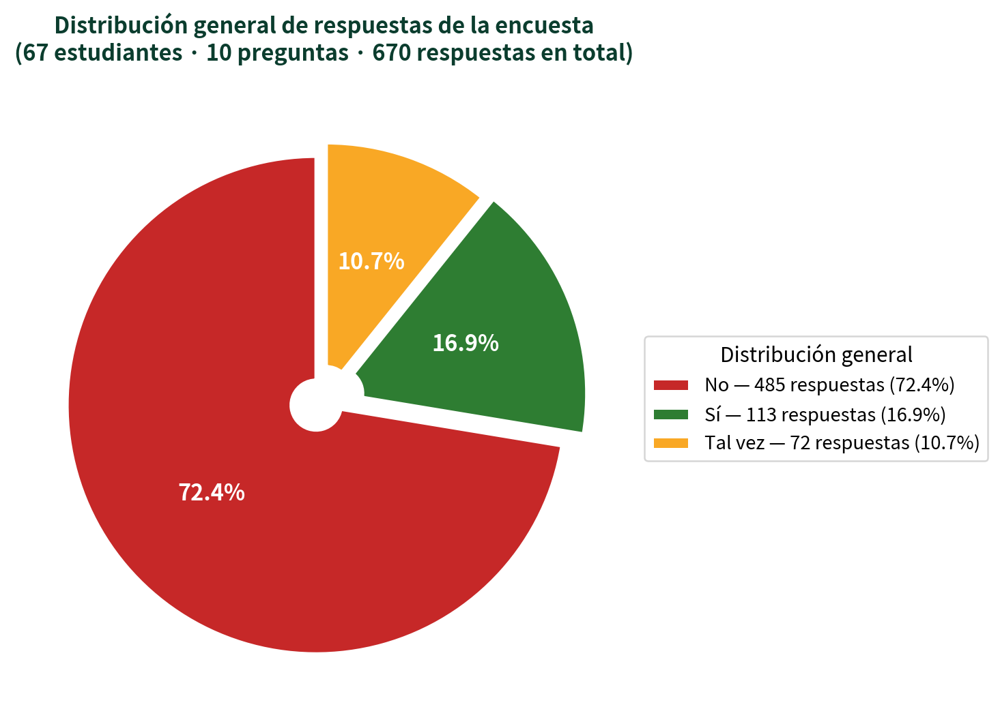 Distribución general de respuestas de la encuesta
(67 estudiantes · 10 preguntas · 670 respuestas en total)
10.7%
16.9%
72.4%
Distribución general
No — 485 respuestas (72.4%)
Sí — 113 respuestas (16.9%)
Tal vez — 72 respuestas (10.7%)